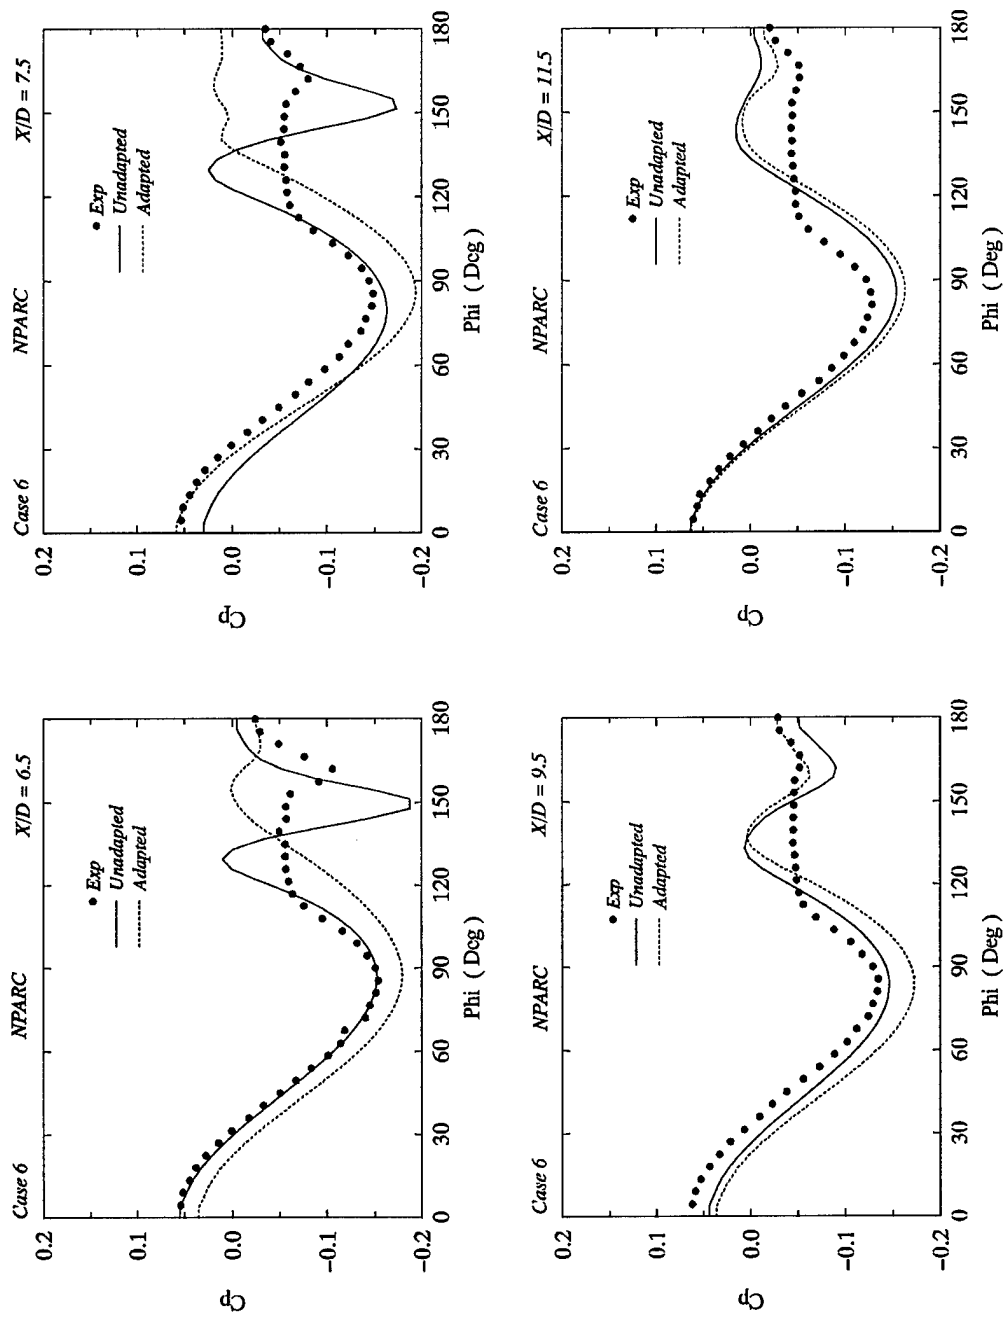 Case 6 NPARC X/D = 6.5
0.2
0.1
0.0
−0.1
−0.2
Cp
Exp
Unadapted
Adapted
0 30 60 90 120 150 180
Phi ( Deg )
Case 6 NPARC X/D = 7.5
0.2
0.1
0.0
−0.1
−0.2
Cp
Exp
Unadapted
Adapted
0 30 60 90 120 150 180
Phi ( Deg )
Case 6 NPARC X/D = 9.5
0.2
0.1
0.0
−0.1
−0.2
Cp
Exp
Unadapted
Adapted
0 30 60 90 120 150 180
Phi ( Deg )
Case 6 NPARC X/D = 11.5
0.2
0.1
0.0
−0.1
−0.2
Cp
Exp
Unadapted
Adapted
0 30 60 90 120 150 180
Phi ( Deg )